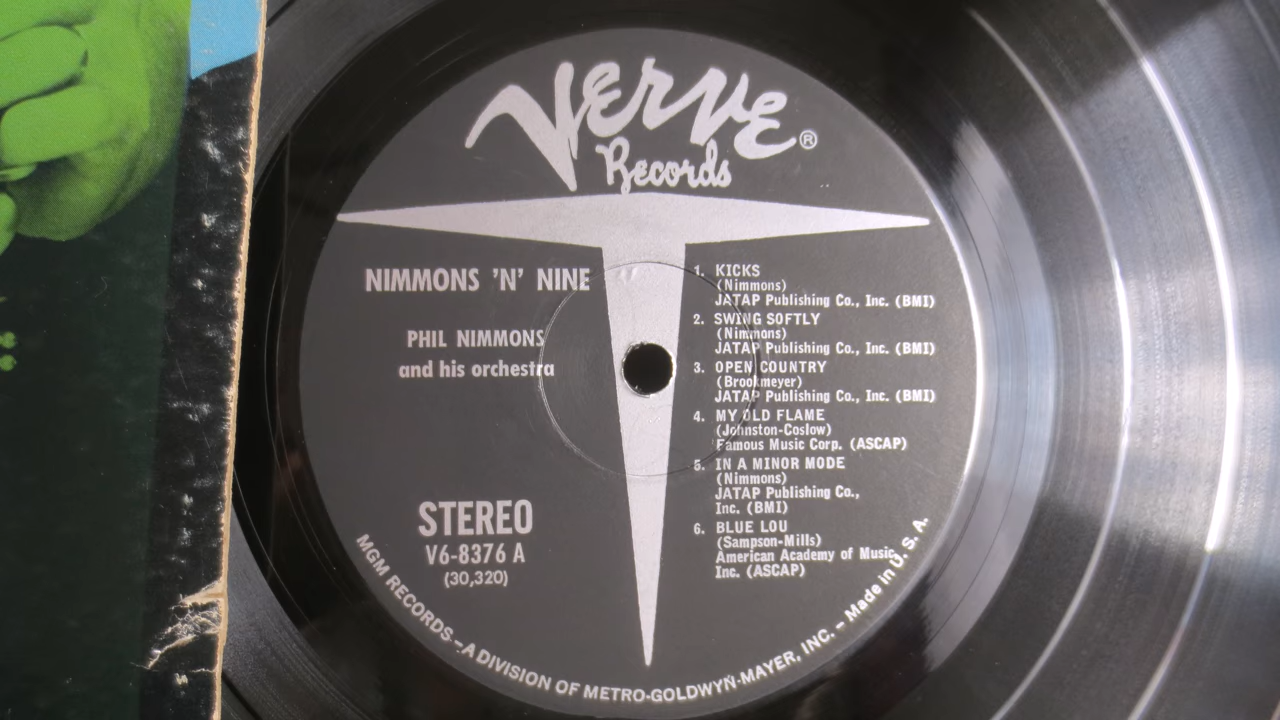 Verve
Records®
NIMMONS 'N' NINE
PHIL NIMMONS
and his orchestra
STEREO
V6-8376 A
(30,320)
1. KICKS
(Nimmons)
JATAP Publishing Co., Inc. (BMI)
2. SWING SOFTLY
(Nimmons)
JATAP Publishing Co., Inc. (BMI)
3. OPEN COUNTRY
(Brookmeyer)
JATAP Publishing Co., Inc. (BMI)
4. MY OLD FLAME
(Johnston-Coslow)
Famous Music Corp. (ASCAP)
5. IN A MINOR MODE
(Nimmons)
JATAP Publishing Co.,
Inc. (BMI)
6. BLUE LOU
(Sampson-Mills)
American Academy of Music,
Inc. (ASCAP)
MGM RECORDS – A DIVISION OF METRO-GOLDWYN-MAYER, INC. – Made in U. S. A.